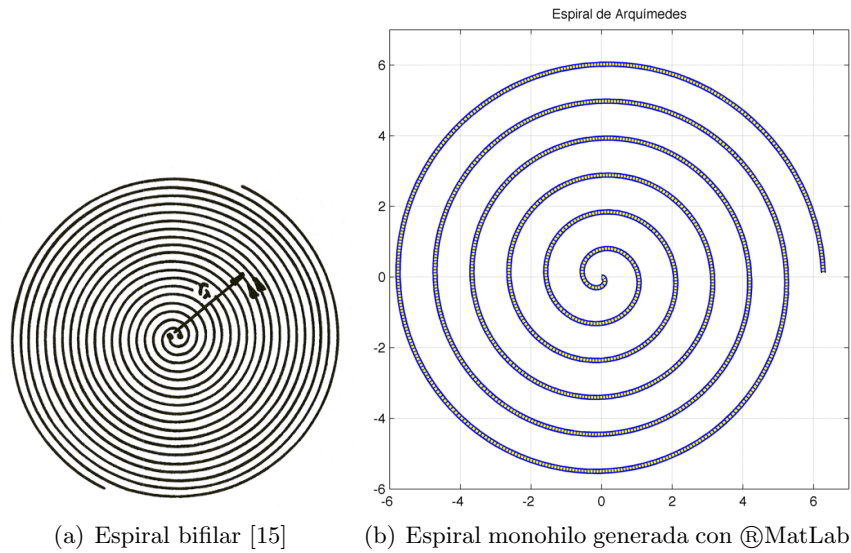 Espiral de Arquímedes
6
4
2
0
-2
-4
-6
-6 -4 -2 0 2 4 6
(a) Espiral bifilar [15]
(b) Espiral monohilo generada con ®MatLab